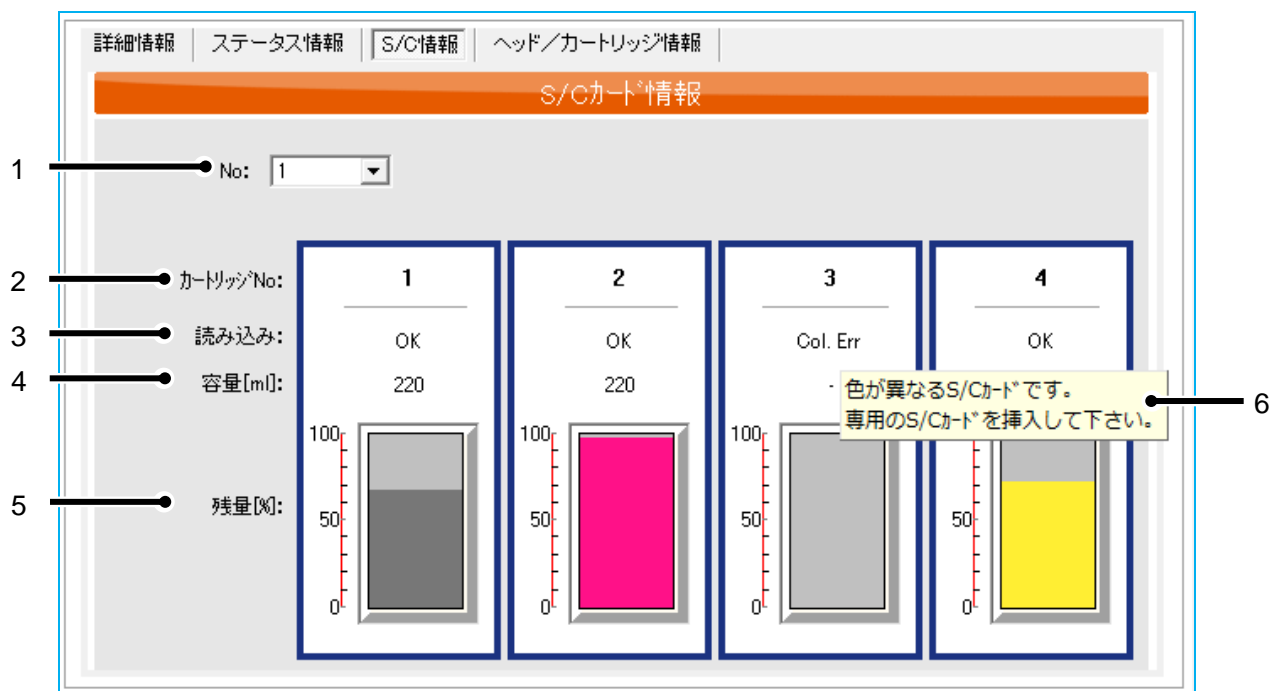 詳細情報 ステータス情報 S/C情報 ヘッド／カートリッジ情報
S/Cカード情報
1 No: 1
2 カートリッジNo: 1 2 3 4
3 読み込み: OK OK Col. Err OK
4 容量[ml]: 220 220 -
色が異なるS/Cカードです。
専用のS/Cカードを挿入して下さい。
6
5 残量[%]:
100 100 100
50 50 50 50
0 0 0 0